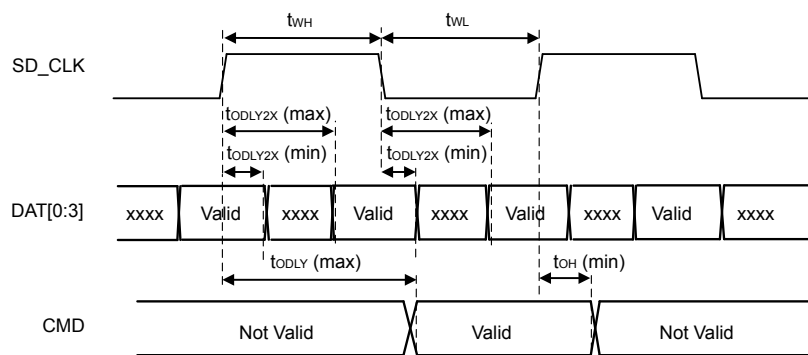 tWH tWL
SD_CLK
tODLY2X (max) tODLY2X (max)
tODLY2X (min) tODLY2X (min)
DAT[0:3] xxxx Valid xxxx Valid xxxx Valid xxxx Valid xxxx
tODLY (max) tOH (min)
CMD Not Valid Valid Not Valid